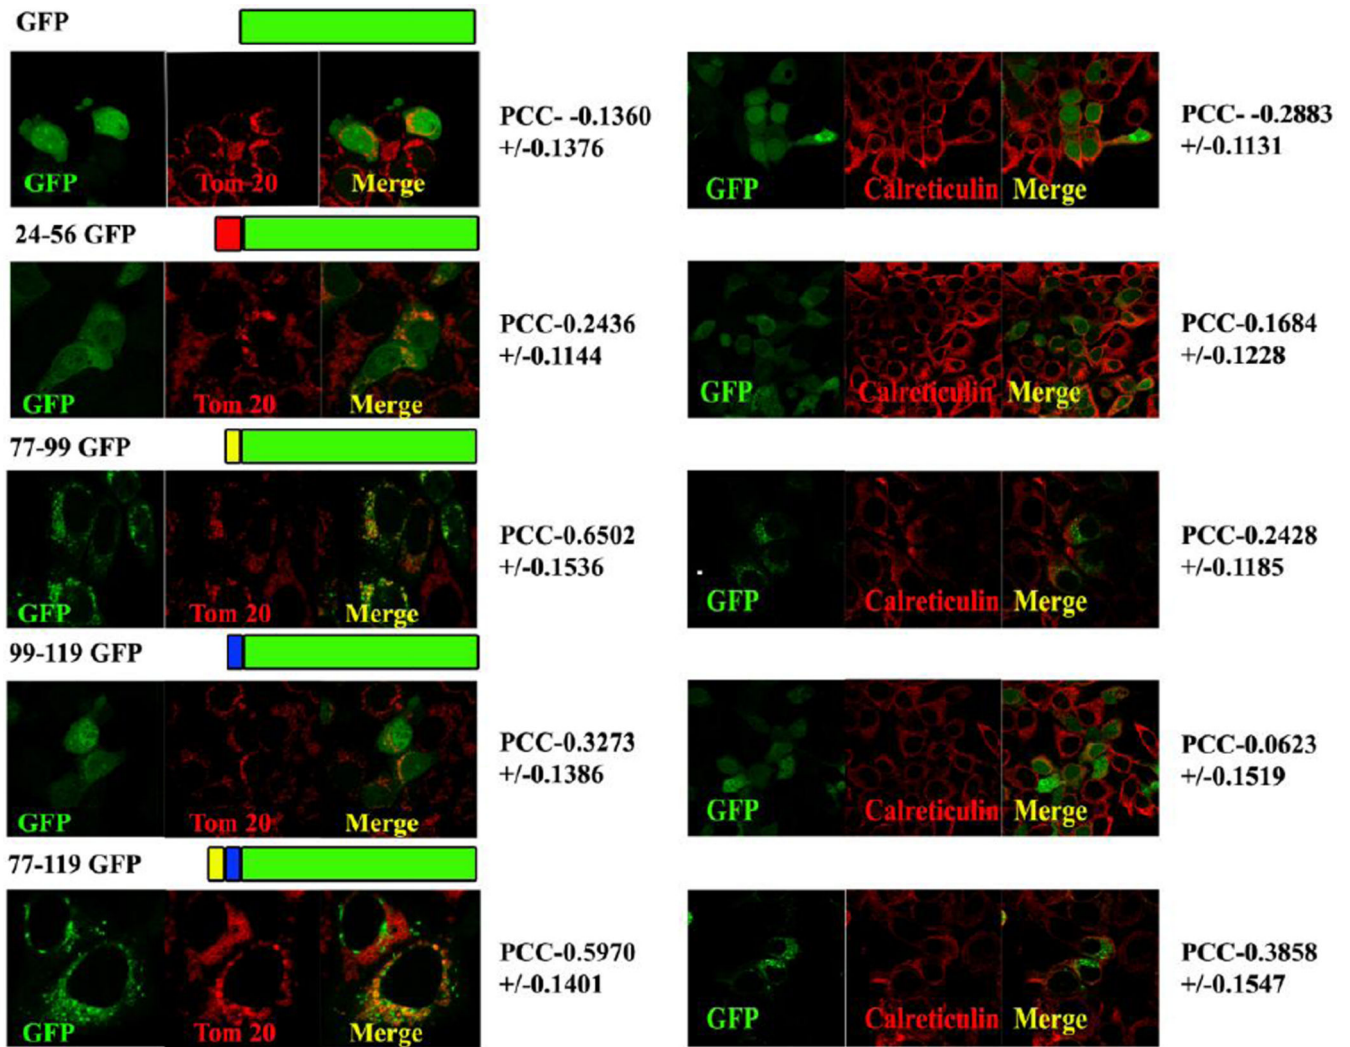 GFP
GFP Tom 20 Merge
PCC- -0.1360
+/-0.1376
GFP Calreticulin Merge
PCC- -0.2883
+/-0.1131
24-56 GFP
GFP Tom 20 Merge
PCC-0.2436
+/-0.1144
GFP Calreticulin Merge
PCC-0.1684
+/-0.1228
77-99 GFP
GFP Tom 20 Merge
PCC-0.6502
+/-0.1536
GFP Calreticulin Merge
PCC-0.2428
+/-0.1185
99-119 GFP
GFP Tom 20 Merge
PCC-0.3273
+/-0.1386
GFP Calreticulin Merge
PCC-0.0623
+/-0.1519
77-119 GFP
GFP Tom 20 Merge
PCC-0.5970
+/-0.1401
GFP Calreticulin Merge
PCC-0.3858
+/-0.1547